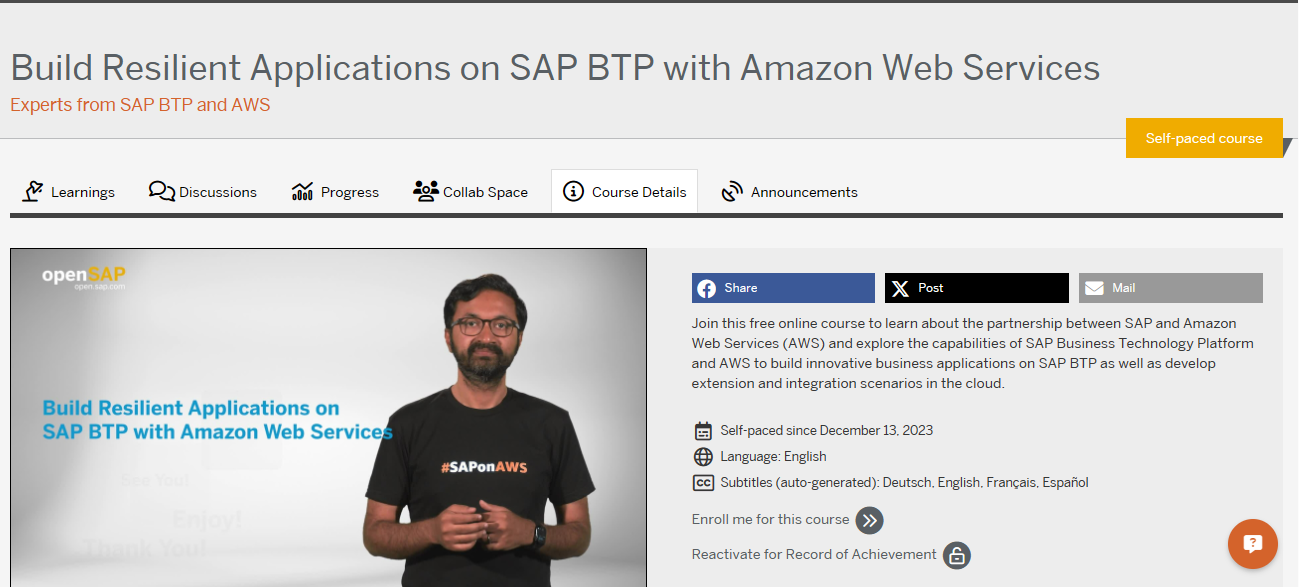 Build Resilient Applications on SAP BTP with Amazon Web Services
Experts from SAP BTP and AWS
Self-paced course
Learnings
Discussions
Progress
Collab Space
Course Details
Announcements
openSAP
open.sap.com
Build Resilient Applications on
SAP BTP with Amazon Web Services
#SAPonAWS
See You!
Enjoy!
Thank You!
Share
Post
Mail
Join this free online course to learn about the partnership between SAP and Amazon
Web Services (AWS) and explore the capabilities of SAP Business Technology Platform
and AWS to build innovative business applications on SAP BTP as well as develop
extension and integration scenarios in the cloud.
Self-paced since December 13, 2023
Language: English
CC
Subtitles (auto-generated): Deutsch, English, Français, Español
Enroll me for this course
Reactivate for Record of Achievement